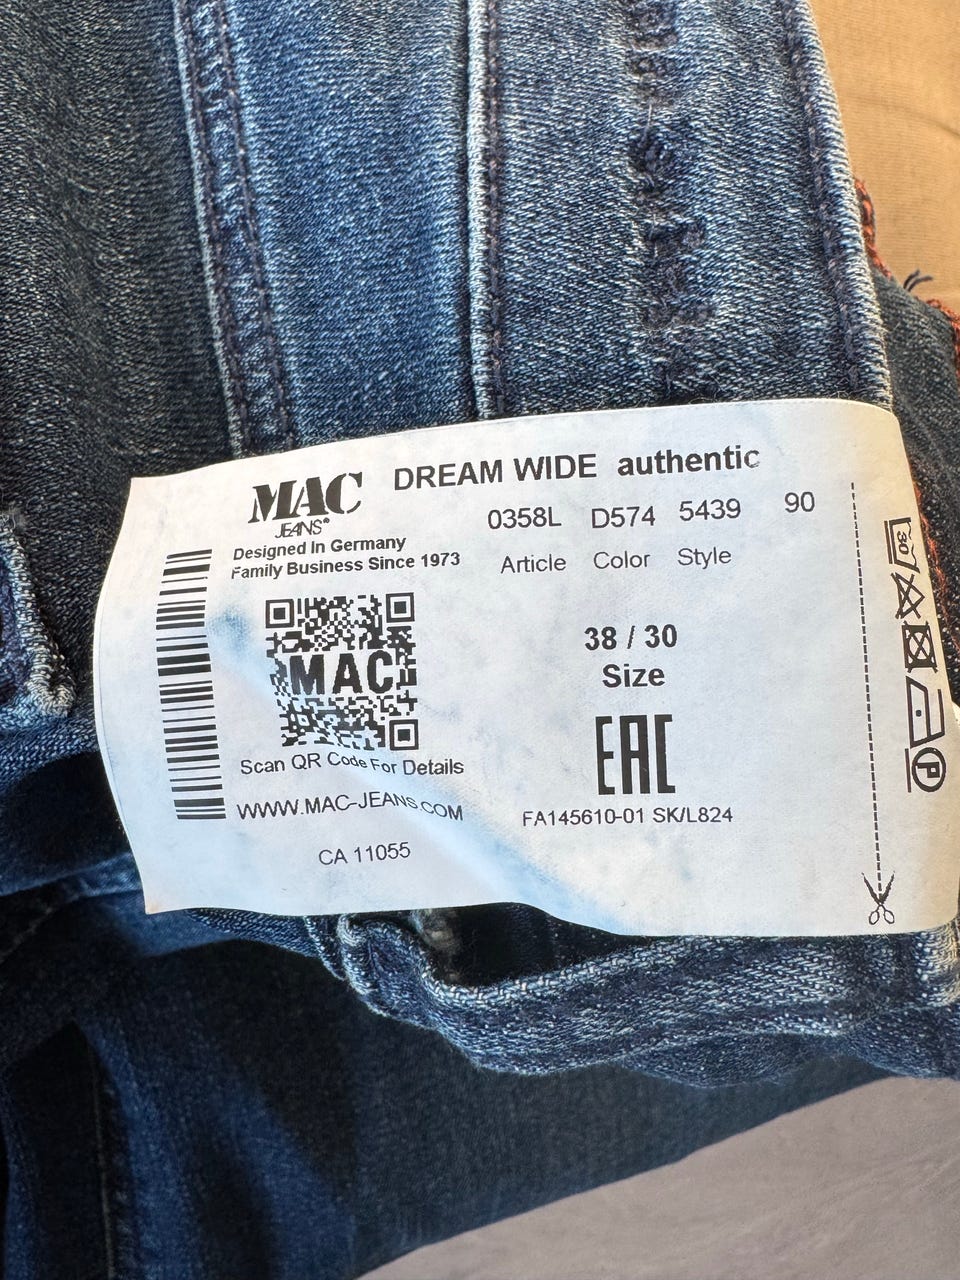 MAC
JEANS®
Designed In Germany
Family Business Since 1973
DREAM WIDE authentic
0358L D574 5439 90
Article Color Style
MAC
Scan QR Code For Details
WWW.MAC-JEANS.COM
CA 11055
38 / 30
Size
EAC
FA145610-01 SK/L824
30
P